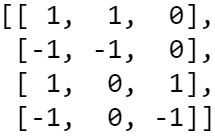 [[ 1,  1,  0],
 [-1, -1,  0],
 [ 1,  0,  1],
 [-1,  0, -1]]